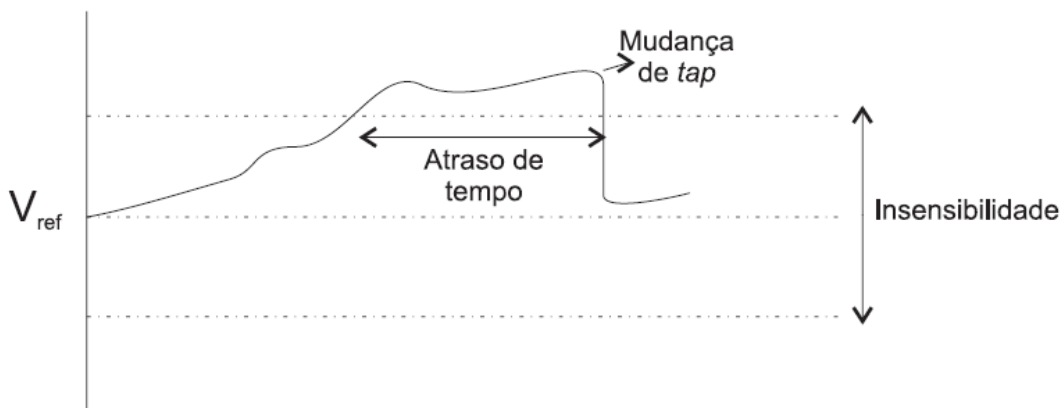 Mudança
de tap
Atraso de
tempo
Vref
Insensibilidade